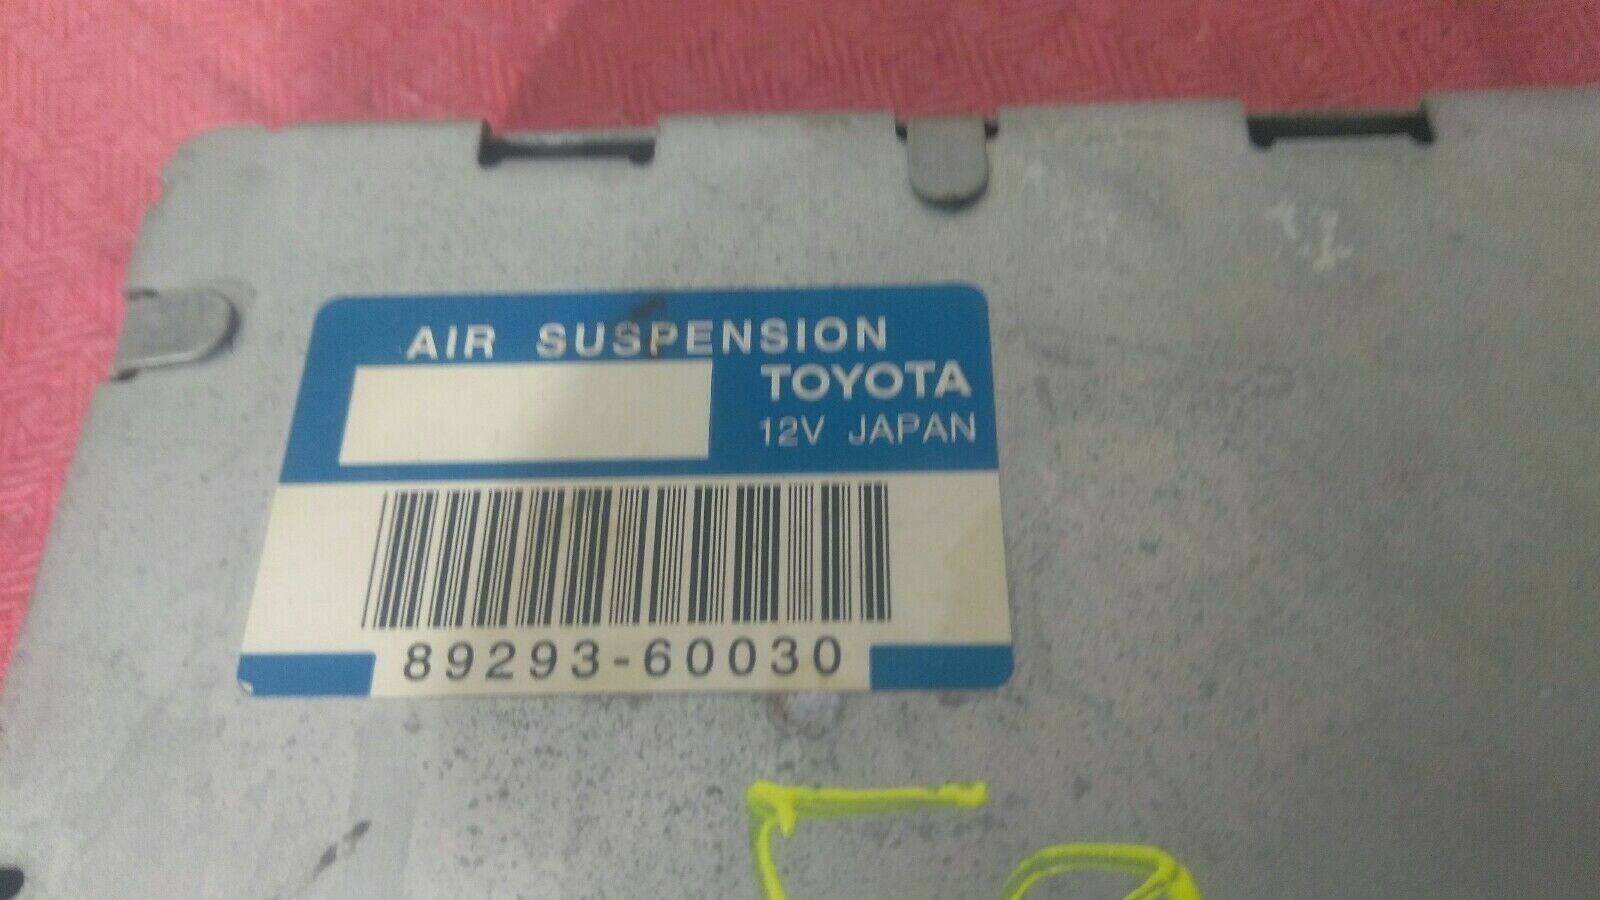 AIR SUSPENSION
TOYOTA
12V JAPAN
89293-60030